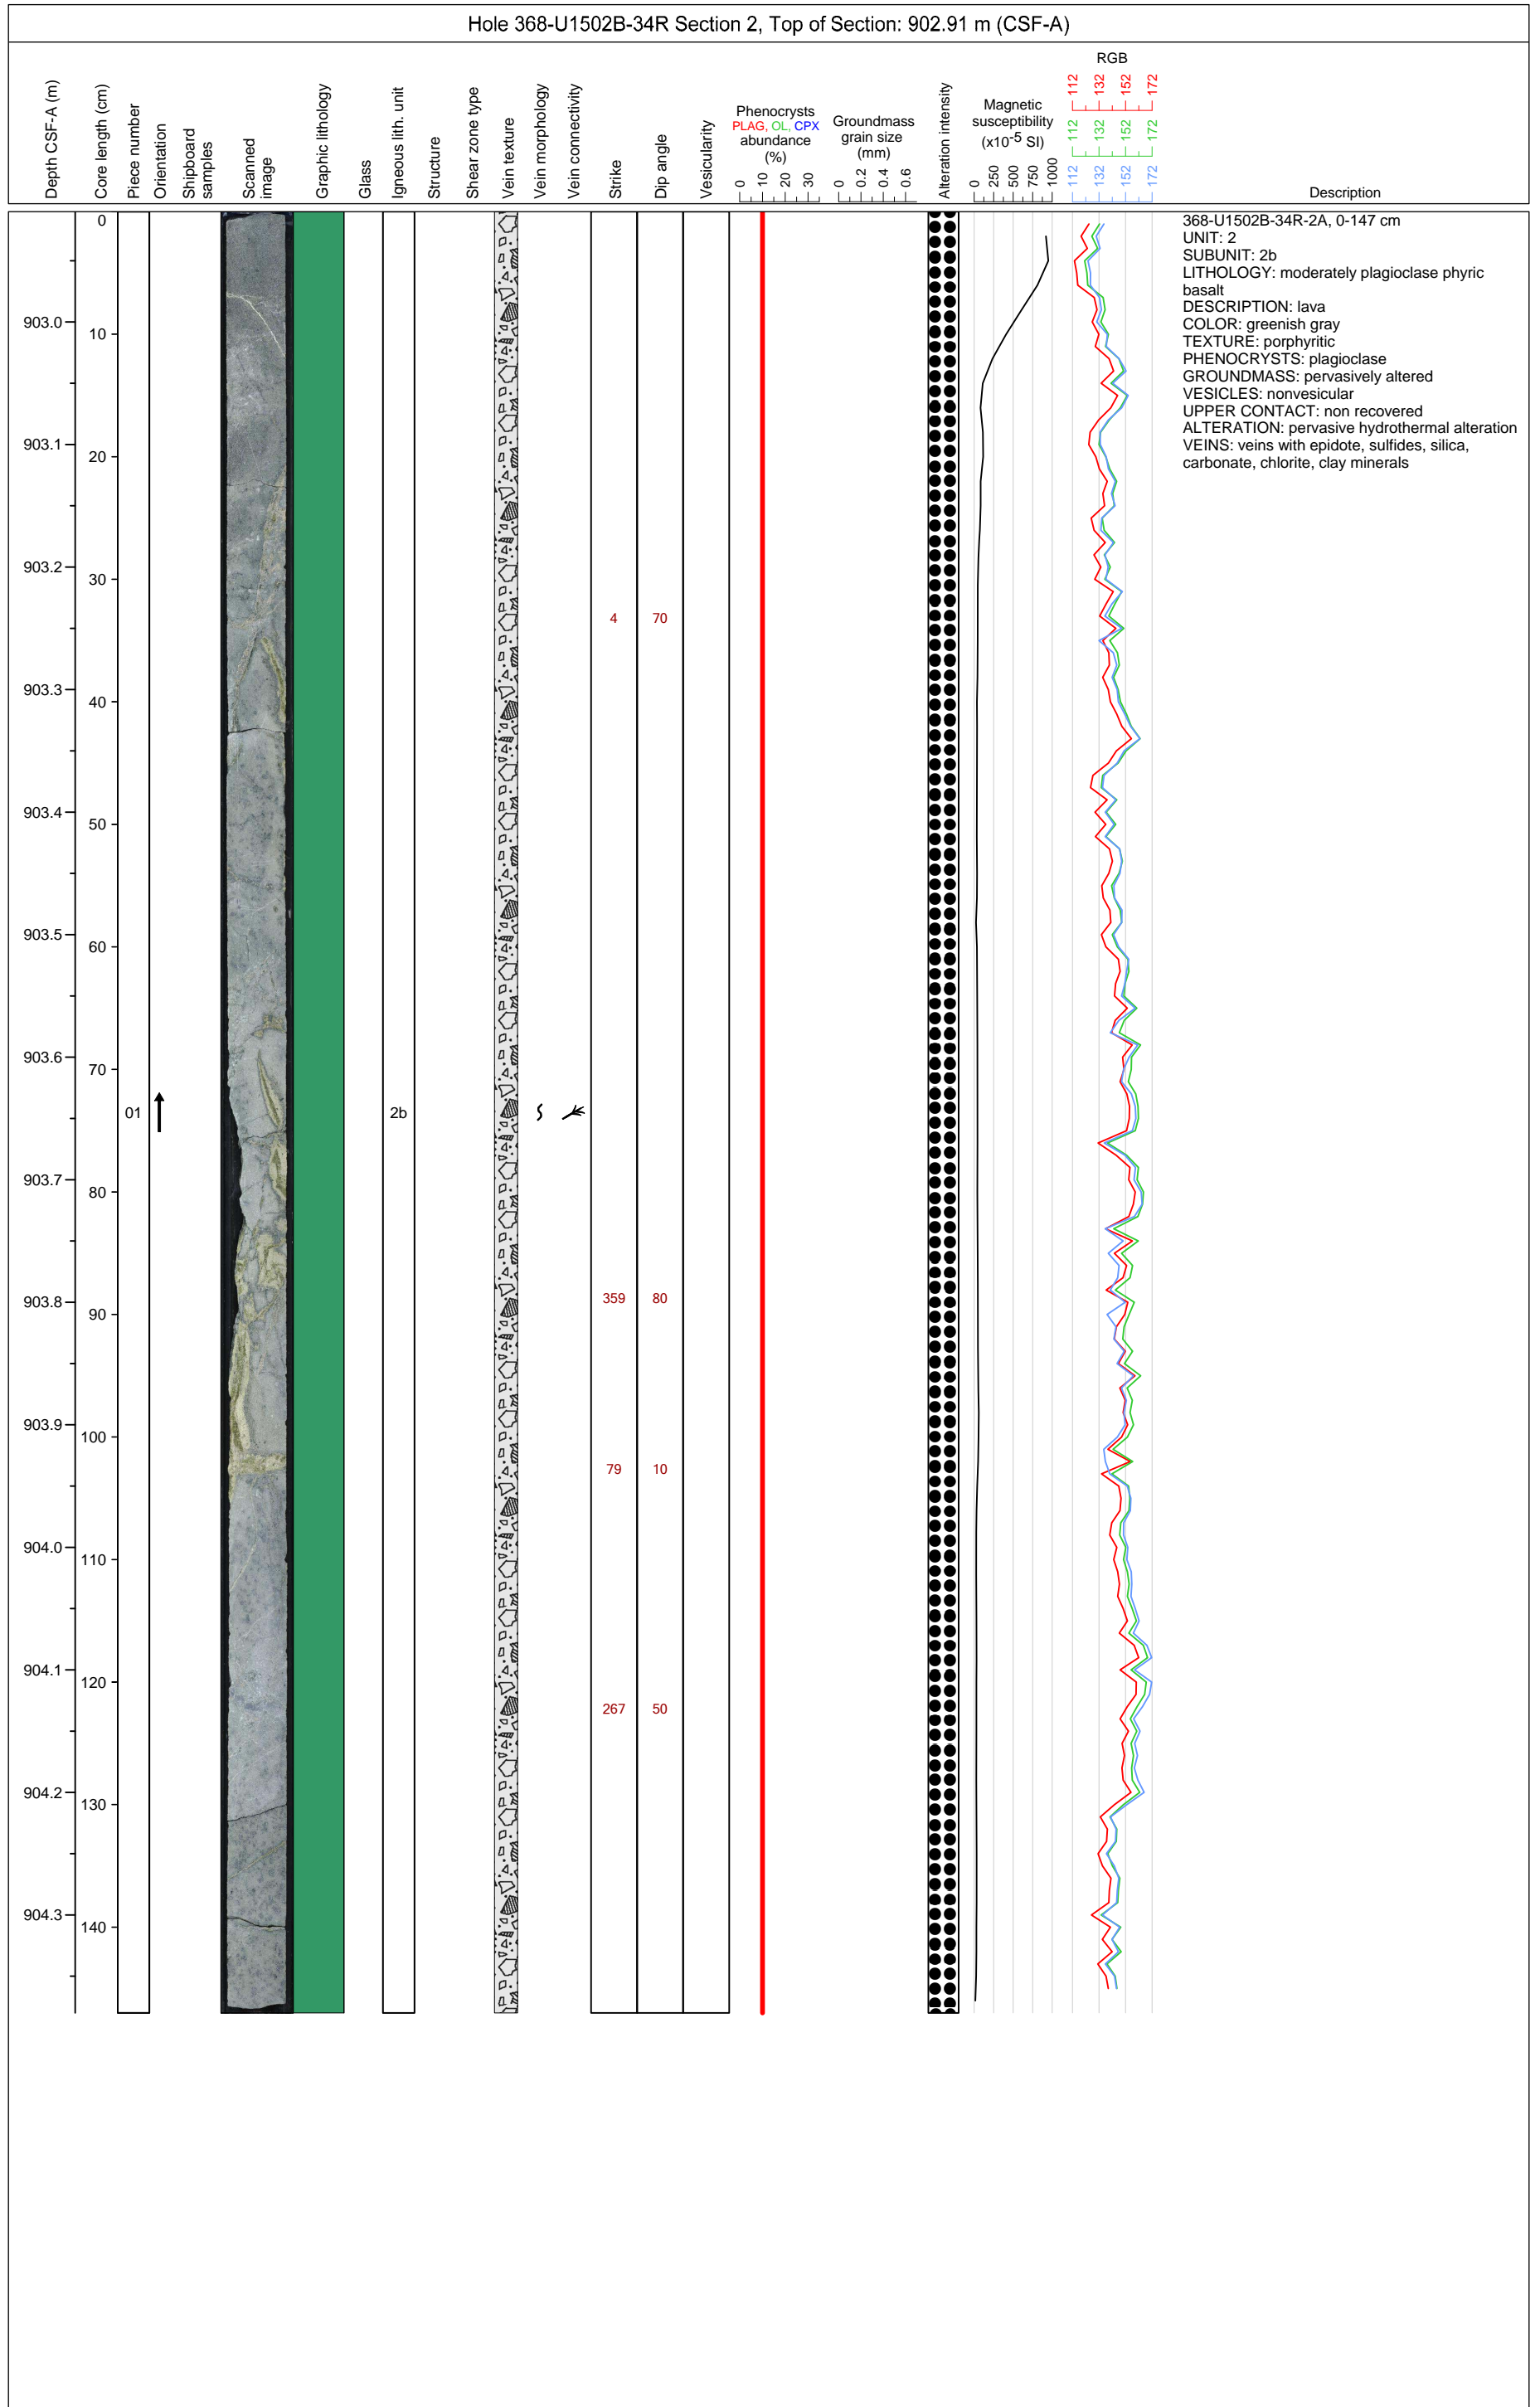 Hole 368-U1502B-34R Section 2, Top of Section: 902.91 m (CSF-A)
Depth CSF-A (m)
Core length (cm)
Piece number
Orientation
Shipboard
samples
Scanned
image
Graphic lithology
Glass
Igneous lith. unit
Structure
Shear zone type
Vein texture
Vein morphology
Vein connectivity
Strike
Dip angle
Vesicularity
Phenocrysts
PLAG, OL, CPX
abundance
(%)
0 10 20 30
Groundmass
grain size
(mm)
0 0.2 0.4 0.6
Alteration intensity
Magnetic
susceptibility
(x10-5 SI)
0 250 500 750 1000
RGB
112 132 152 172
112 132 152 172
112 132 152 172
Description
368-U1502B-34R-2A, 0-147 cm
UNIT: 2
SUBUNIT: 2b
LITHOLOGY: moderately plagioclase phyric
basalt
DESCRIPTION: lava
COLOR: greenish gray
TEXTURE: porphyritic
PHENOCRYSTS: plagioclase
GROUNDMASS: pervasively altered
VESICLES: nonvesicular
UPPER CONTACT: non recovered
ALTERATION: pervasive hydrothermal alteration
VEINS: veins with epidote, sulfides, silica,
carbonate, chlorite, clay minerals
0
903.0
10
903.1
20
903.2
30
4 70
903.3
40
903.4
50
903.5
60
903.6
70
01 2b
903.7
80
903.8
359 80
90
903.9
100
79 10
904.0
110
904.1
120
267 50
904.2
130
904.3
140